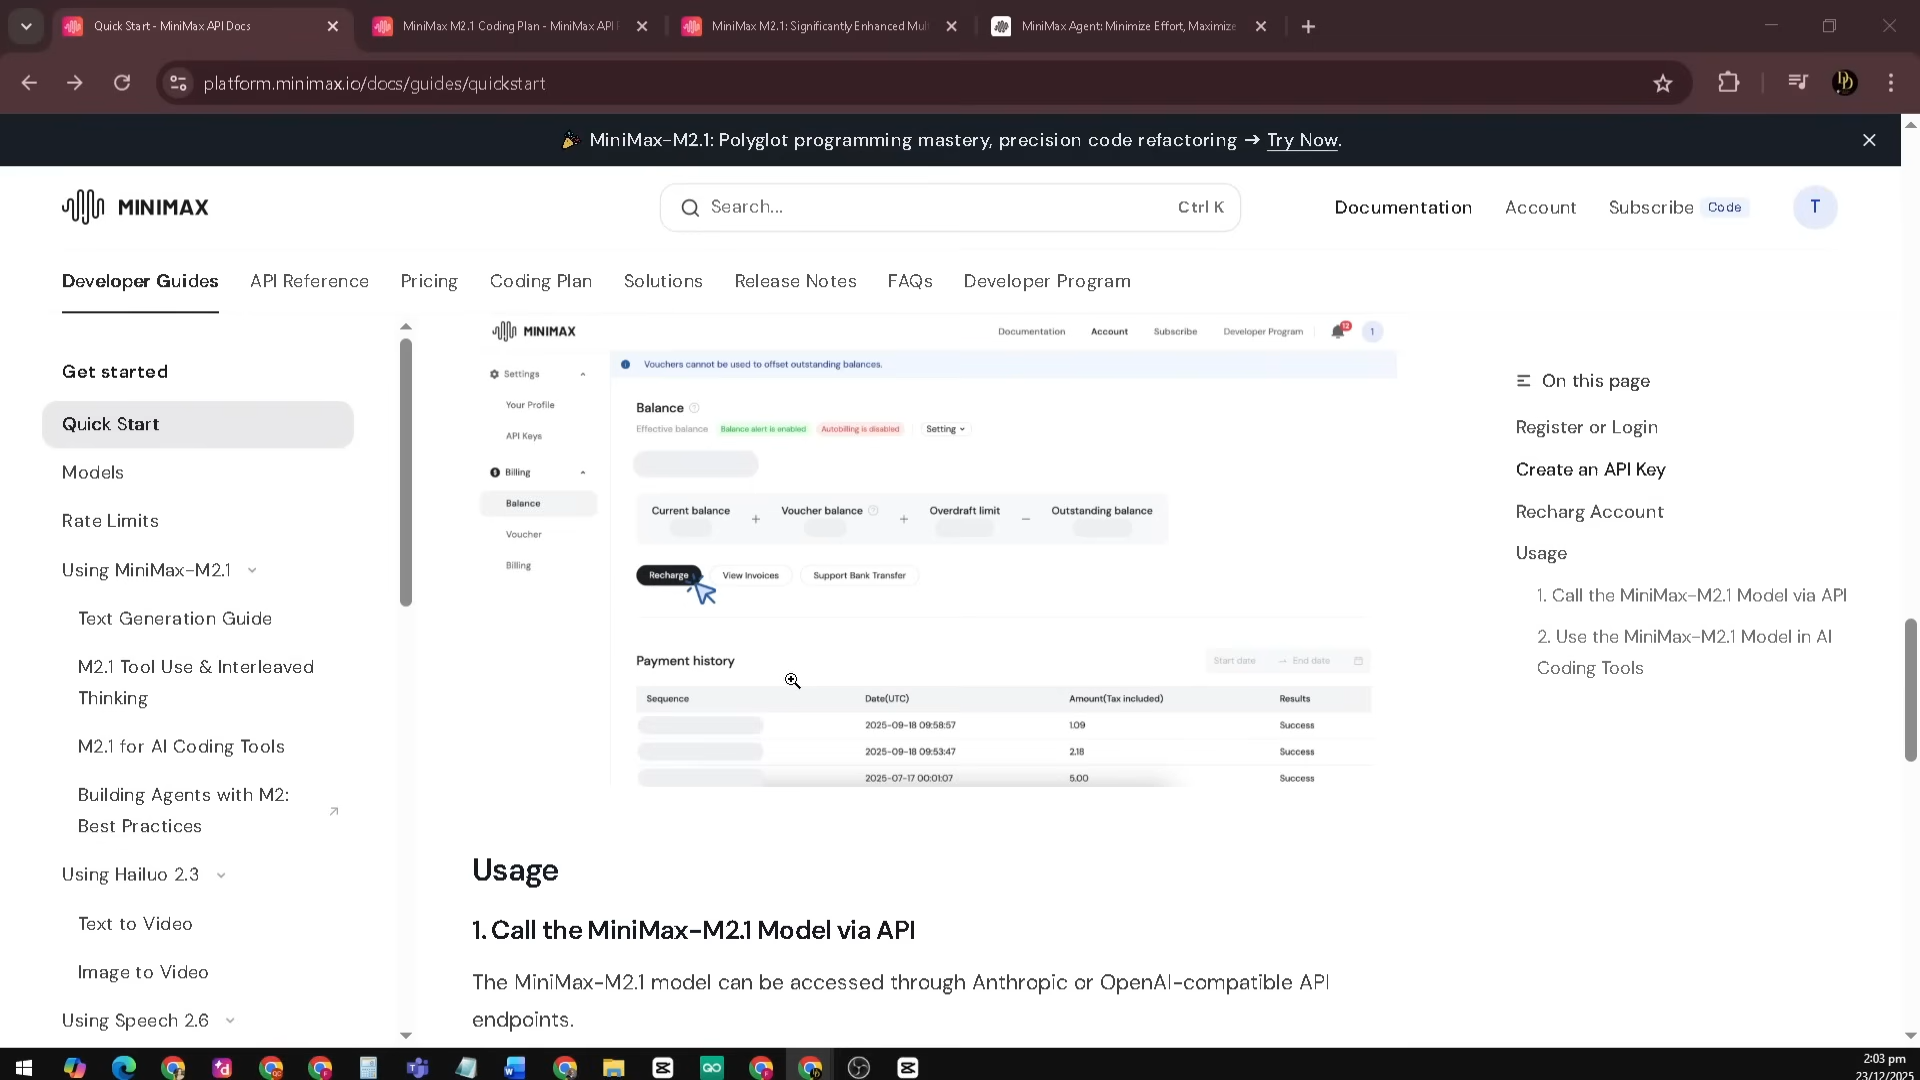 Quick Start - MiniMax API Docs
MiniMax M2.1 Coding Plan - MiniMax API
MiniMax M2.1: Significantly Enhanced Mul
MiniMax Agent: Minimize Effort, Maximize
platform.minimax.io/docs/guides/quickstart
MiniMax-M2.1: Polyglot programming mastery, precision code refactoring → Try Now.
MINIMAX
Search...
Ctrl K
Documentation
Account
Subscribe
Code
T
Developer Guides
API Reference
Pricing
Coding Plan
Solutions
Release Notes
FAQs
Developer Program
Get started
Quick Start
Models
Rate Limits
Using MiniMax-M2.1
Text Generation Guide
M2.1 Tool Use & Interleaved
Thinking
M2.1 for AI Coding Tools
Building Agents with M2:
Best Practices
Using Hailuo 2.3
Text to Video
Image to Video
Using Speech 2.6
MINIMAX
Documentation
Account
Subscribe
Developer Program
12
1
Settings
Your Profile
API Keys
Billing
Balance
Voucher
Billing
Vouchers cannot be used to offset outstanding balances.
Balance
Effective balance
Balance alert is enabled
Autobilling is disabled
Setting
Current balance
+
Voucher balance
+
Overdraft limit
−
Outstanding balance
Recharge
View Invoices
Support Bank Transfer
Payment history
Start date → End date
Sequence Date(UTC) Amount(Tax included) Results
2025-09-18 09:58:57 1.09 Success
2025-09-18 09:53:47 2.18 Success
2025-07-17 00:01:07 5.00 Success
Usage
1. Call the MiniMax-M2.1 Model via API
The MiniMax-M2.1 model can be accessed through Anthropic or OpenAI-compatible API
endpoints.
On this page
Register or Login
Create an API Key
Recharg Account
Usage
1. Call the MiniMax-M2.1 Model via API
2. Use the MiniMax-M2.1 Model in AI
Coding Tools
2:03 pm
23/12/2025